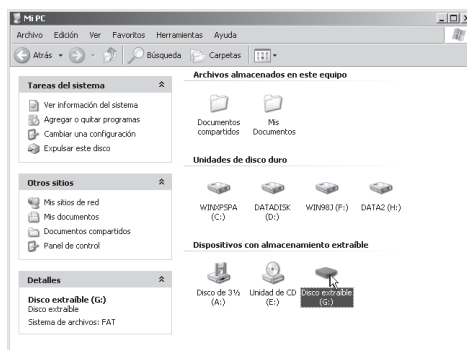 Mi PC
Archivo Edición Ver Favoritos Herramientas Ayuda
Atrás Búsqueda Carpetas
Tareas del sistema
Ver información del sistema
Agregar o quitar programas
Cambiar una configuración
Expulsar este disco
Otros sitios
Mis sitios de red
Mis documentos
Documentos compartidos
Panel de control
Detalles
Disco extraíble (G:)
Disco extraíble
Sistema de archivos: FAT
Archivos almacenados en este equipo
Documentos compartidos
Mis Documentos
Unidades de disco duro
WINXPSPA (C:)
DATADISK (D:)
WIN98J (F:)
DATA2 (H:)
Dispositivos con almacenamiento extraíble
Disco de 3½ (A:)
Unidad de CD (E:)
Disco extraíble (G:)